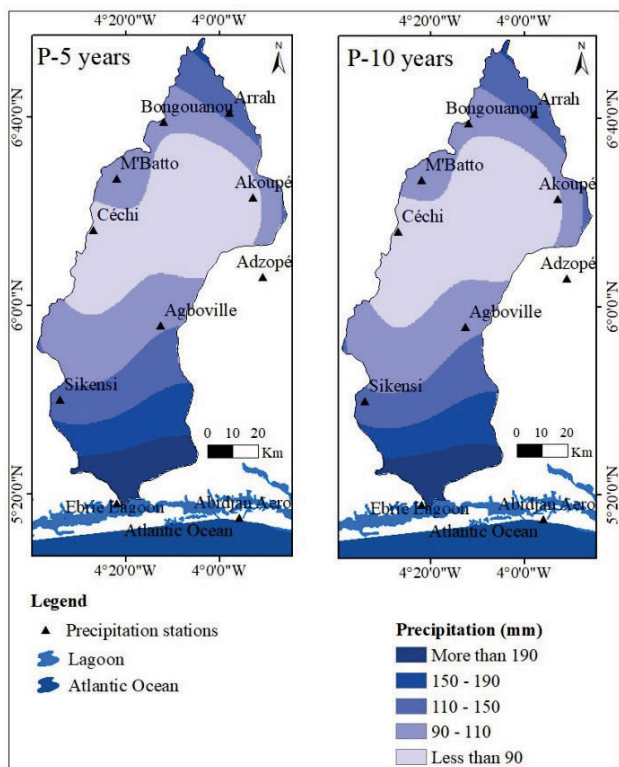 4°20'0"W 4°0'0"W
4°20'0"W 4°0'0"W
P-5 years
N
Arrah
Bongouanou
M'Batto
Akoupé
Céchi
Adzopé
Agboville
Sikensi
0 10 20
Km
Ebrié Lagoon
Abidjan Aero
Atlantic Ocean
6°40'0"N
6°0'0"N
5°20'0"N
4°20'0"W 4°0'0"W
P-10 years
N
Arrah
Bongouanou
M'Batto
Akoupé
Céchi
Adzopé
Agboville
Sikensi
0 10 20
Km
Ebrié Lagoon
Abidjan Aero
Atlantic Ocean
6°40'0"N
6°0'0"N
5°20'0"N
4°20'0"W 4°0'0"W
Legend
Precipitation stations
Lagoon
Atlantic Ocean
Precipitation (mm)
More than 190
150 - 190
110 - 150
90 - 110
Less than 90